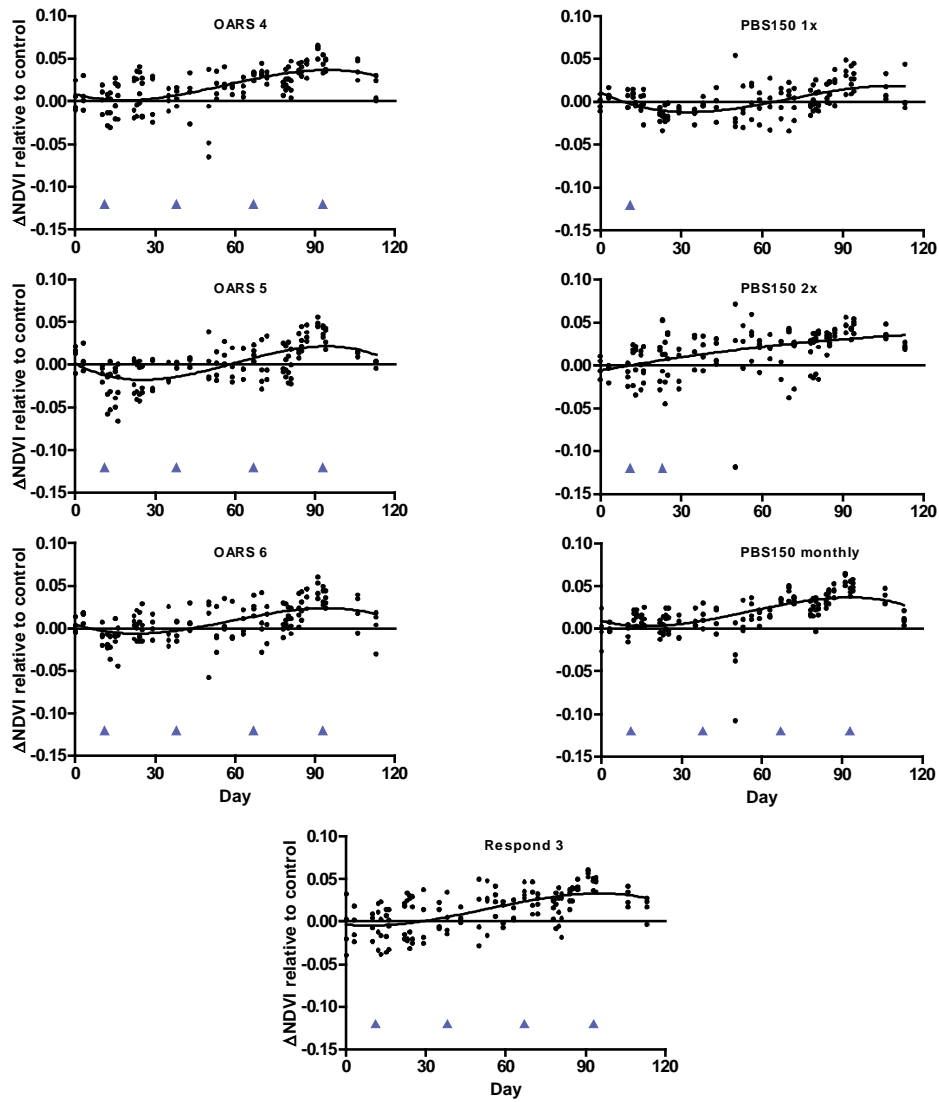 OARS 4
ΔNDVI relative to control
0.10
0.05
0.00
-0.05
-0.10
-0.15
0 30 60 90 120
PBS150 1x
0.10
0.05
0.00
-0.05
-0.10
-0.15
0 30 60 90 120
OARS 5
ΔNDVI relative to control
0.10
0.05
0.00
-0.05
-0.10
-0.15
0 30 60 90 120
PBS150 2x
0.10
0.05
0.00
-0.05
-0.10
-0.15
0 30 60 90 120
OARS 6
ΔNDVI relative to control
0.10
0.05
0.00
-0.05
-0.10
-0.15
0 30 60 90 120
Day
PBS150 monthly
0.10
0.05
0.00
-0.05
-0.10
-0.15
0 30 60 90 120
Day
Respond 3
ΔNDVI relative to control
0.10
0.05
0.00
-0.05
-0.10
-0.15
0 30 60 90 120
Day